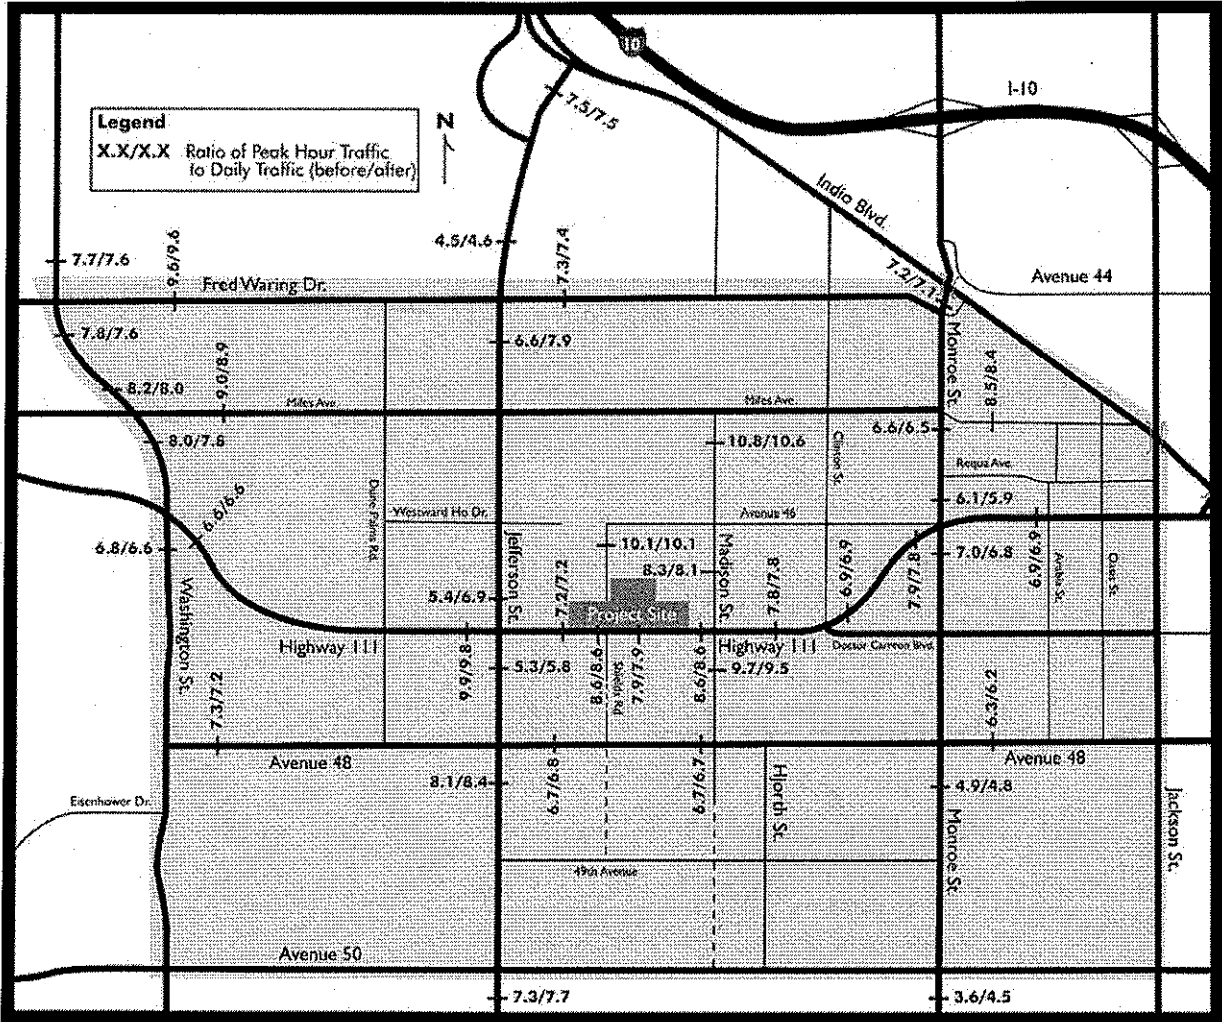 10
I-10
7.5/7.5
Legend
X.X/X.X Ratio of Peak Hour Traffic
to Daily Traffic (before/after)
N
Indio Blvd.
4.5/4.6
7.3/7.4
9.6/9.6
7.7/7.6
Fred Waring Dr.
7.2/7.1
Avenue 44
7.8/7.6
6.6/7.9
Monroe St.
8.5/8.4
9.0/8.9
8.2/8.0
Miles Ave.
Miles Ave.
6.6/6.5
8.0/7.8
10.8/10.6
Clinton St.
Requa Ave.
6.6/6.6
Dune Palms Rd.
6.1/5.9
Westward Ho Dr.
Avenue 46
6.8/6.6
Jefferson St.
10.1/10.1
Madison St.
8.3/8.1
7.0/6.8
6.9/6.9
Arabia St.
Oasis St.
Washington St.
5.4/6.9
7.2/7.2
7.8/7.8
6.9/6.9
7.9/7.8
Project Site
Highway 111
Highway 111
Doctor Carreon Blvd.
9.9/9.8
5.3/5.8
8.6/8.6
Shields Rd.
7.9/7.9
8.6/8.6
9.7/9.5
7.3/7.2
6.3/6.2
Avenue 48
Avenue 48
8.1/8.4
6.7/6.8
6.7/6.7
Hjorth St.
4.9/4.8
Eisenhower Dr.
Monroe St.
Jackson St.
49th Avenue
Avenue 50
7.3/7.7
3.6/4.5